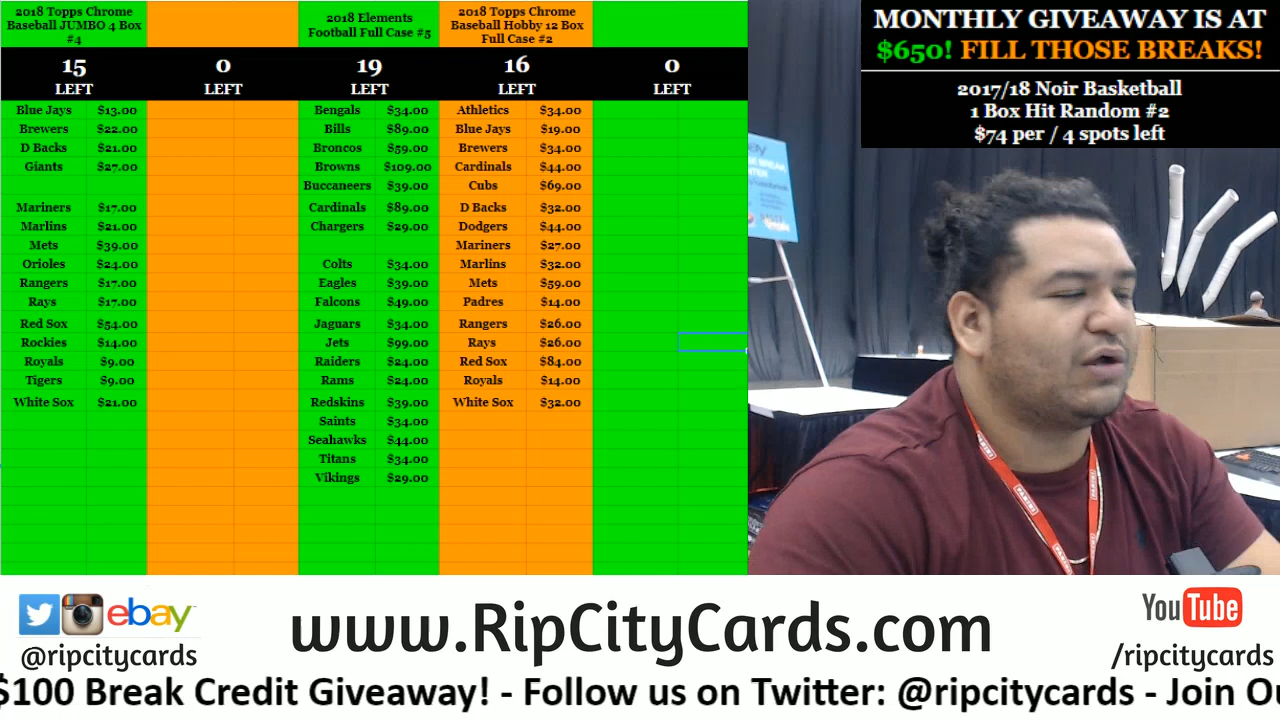 2018 Topps Chrome
Baseball JUMBO 4 Box
#4
15
LEFT
Blue Jays $13.00
Brewers $22.00
D Backs $21.00
Giants $27.00
Mariners $17.00
Marlins $21.00
Mets $39.00
Orioles $24.00
Rangers $17.00
Rays $17.00
Red Sox $54.00
Rockies $14.00
Royals $9.00
Tigers $9.00
White Sox $21.00
0
LEFT
2018 Elements
Football Full Case #5
19
LEFT
Bengals $34.00
Bills $89.00
Broncos $59.00
Browns $109.00
Buccaneers $39.00
Cardinals $89.00
Chargers $29.00
Colts $34.00
Eagles $39.00
Falcons $49.00
Jaguars $34.00
Jets $99.00
Raiders $24.00
Rams $24.00
Redskins $39.00
Saints $34.00
Seahawks $44.00
Titans $34.00
Vikings $29.00
2018 Topps Chrome
Baseball Hobby 12 Box
Full Case #2
16
LEFT
Athletics $34.00
Blue Jays $19.00
Brewers $34.00
Cardinals $44.00
Cubs $69.00
D Backs $32.00
Dodgers $44.00
Mariners $27.00
Marlins $32.00
Mets $59.00
Padres $14.00
Rangers $26.00
Rays $26.00
Red Sox $84.00
Royals $14.00
White Sox $32.00
0
LEFT
MONTHLY GIVEAWAY IS AT
$650! FILL THOSE BREAKS!
2017/18 Noir Basketball
1 Box Hit Random #2
$74 per / 4 spots left
PANINI
PANINI
ebay
@ripcitycards
www.RipCityCards.com
YouTube
/ripcitycards
$100 Break Credit Giveaway! - Follow us on Twitter: @ripcitycards - Join Ou